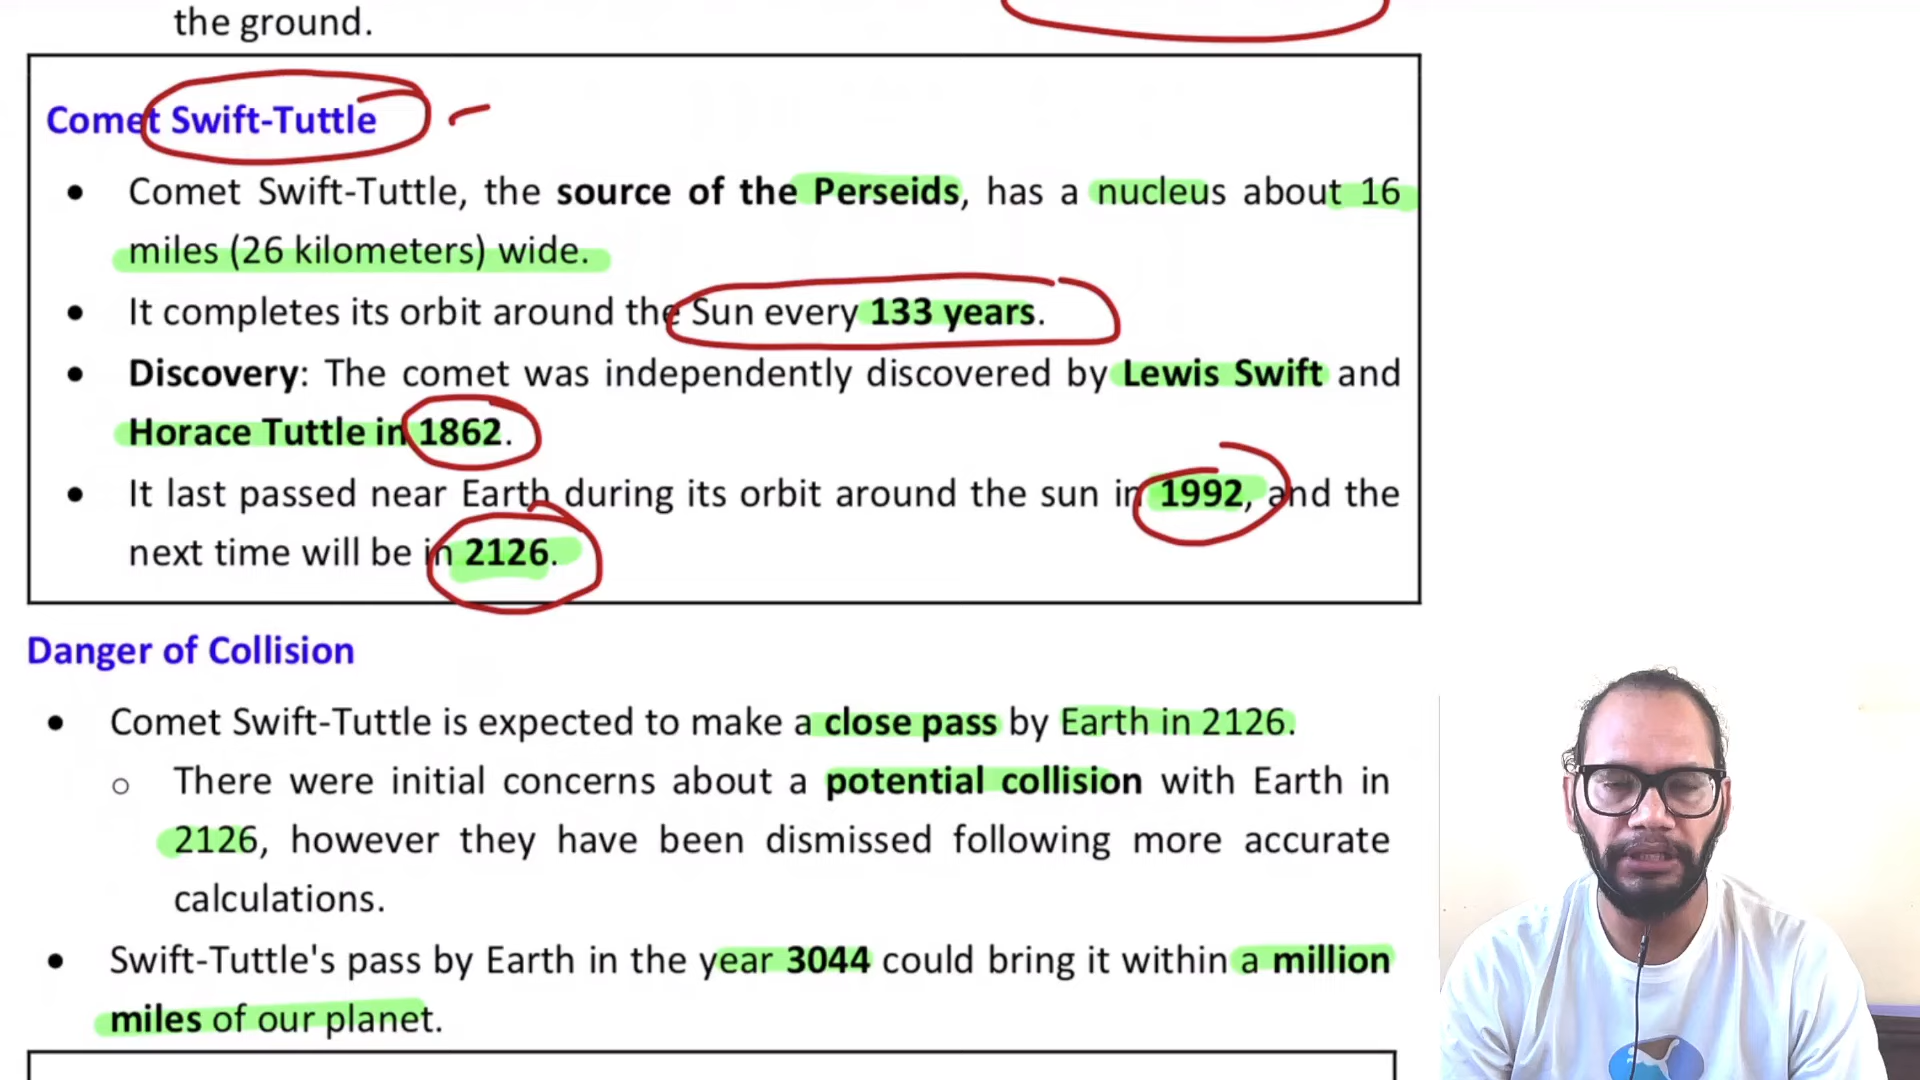 the ground.
Comet Swift-Tuttle
• Comet Swift-Tuttle, the source of the Perseids, has a nucleus about 16
miles (26 kilometers) wide.
• It completes its orbit around the Sun every 133 years.
• Discovery: The comet was independently discovered by Lewis Swift and
Horace Tuttle in 1862.
• It last passed near Earth during its orbit around the sun in 1992, and the
next time will be in 2126.
Danger of Collision
• Comet Swift-Tuttle is expected to make a close pass by Earth in 2126.
o There were initial concerns about a potential collision with Earth in
2126, however they have been dismissed following more accurate
calculations.
• Swift-Tuttle's pass by Earth in the year 3044 could bring it within a million
miles of our planet.